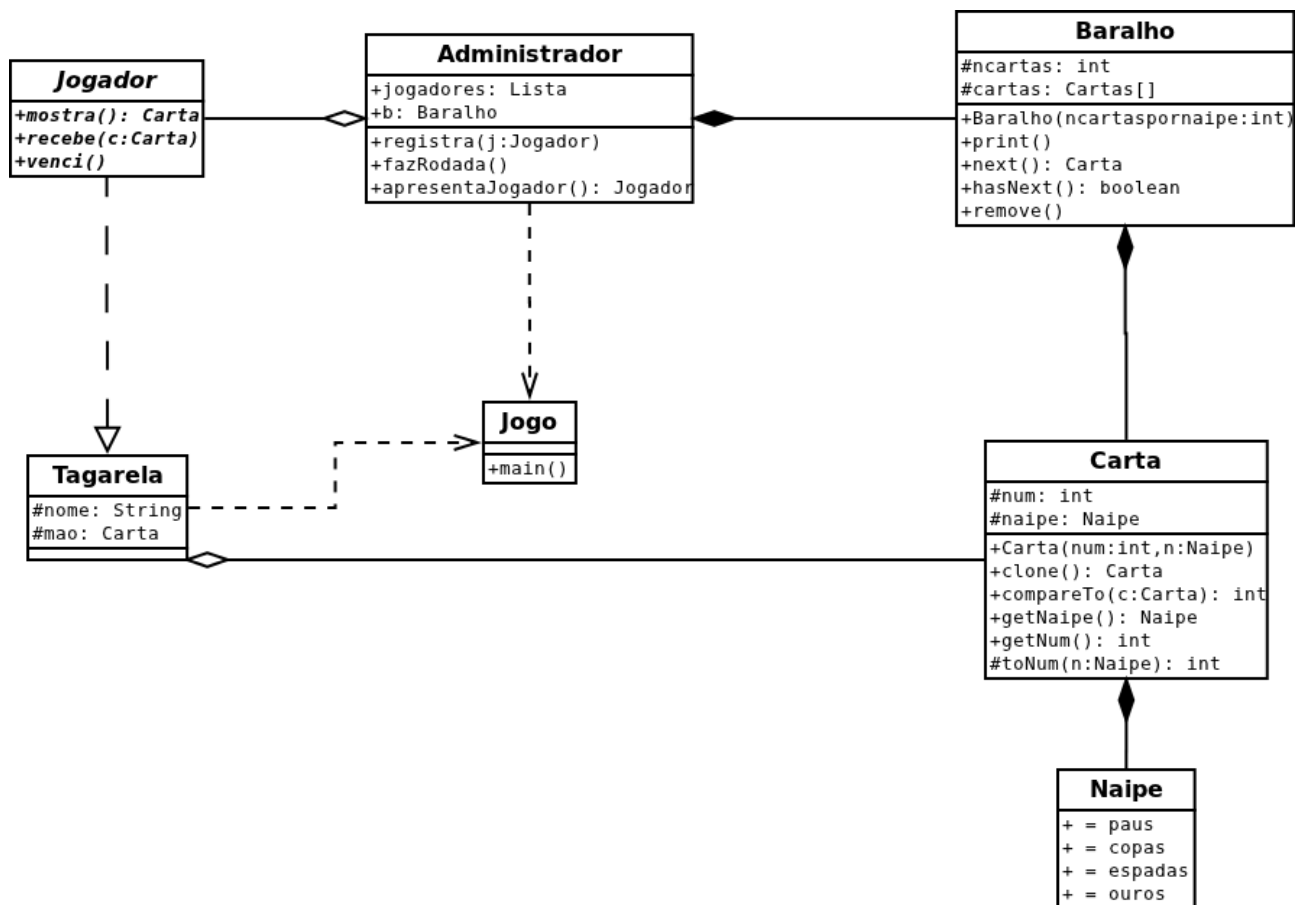 Jogador
+mostra(): Carta
+recebe(c:Carta)
+venci()
Administrador
+jogadores: Lista
+b: Baralho
+registra(j:Jogador)
+fazRodada()
+apresentaJogador(): Jogador
Baralho
#ncartas: int
#cartas: Cartas[]
+Baralho(ncartaspornaipe:int)
+print()
+next(): Carta
+hasNext(): boolean
+remove()
Jogo
+main()
Tagarela
#nome: String
#mao: Carta
Carta
#num: int
#naipe: Naipe
+Carta(num:int,n:Naipe)
+clone(): Carta
+compareTo(c:Carta): int
+getNaipe(): Naipe
+getNum(): int
#toNum(n:Naipe): int
Naipe
+ = paus
+ = copas
+ = espadas
+ = ouros